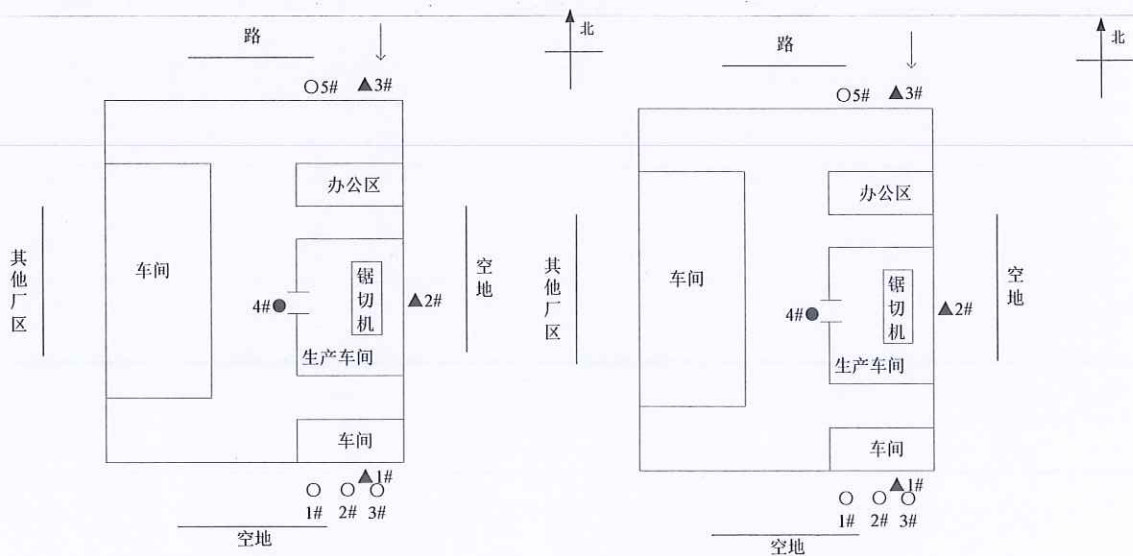 路
北
○5# ▲3#
办公区
其他厂区
车间
锯切机
4#●
▲2#
空地
生产车间
车间
▲1#
○ ○ ○
1# 2# 3#
空地
路
北
○5# ▲3#
办公区
其他厂区
车间
锯切机
4#●
▲2#
空地
生产车间
车间
▲1#
○ ○ ○
1# 2# 3#
空地